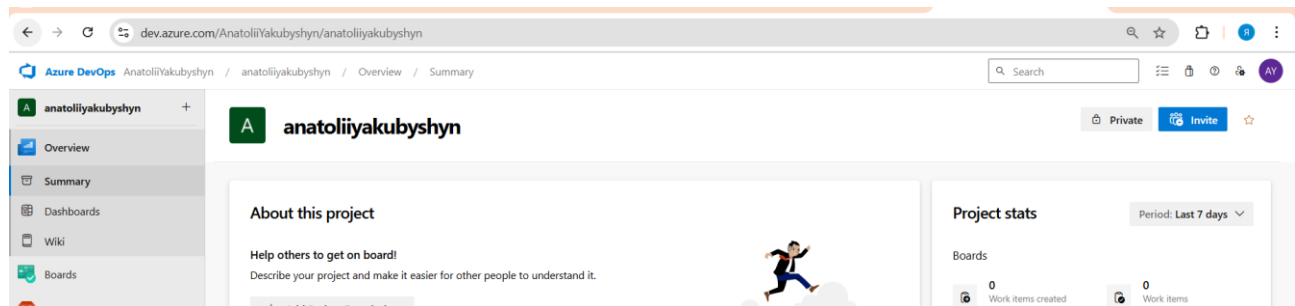 dev.azure.com/AnatoliiYakubyshyn/anatoliiyakubyshyn
Я
Azure DevOps AnatoliiYakubyshyn / anatoliiyakubyshyn / Overview / Summary
Search
AY
A anatoliiyakubyshyn +
A anatoliiyakubyshyn
Private
Invite
Overview
Summary
Dashboards
Wiki
Boards
About this project
Help others to get on board!
Describe your project and make it easier for other people to understand it.
Project stats
Period: Last 7 days
Boards
0
Work items created
0
Work items